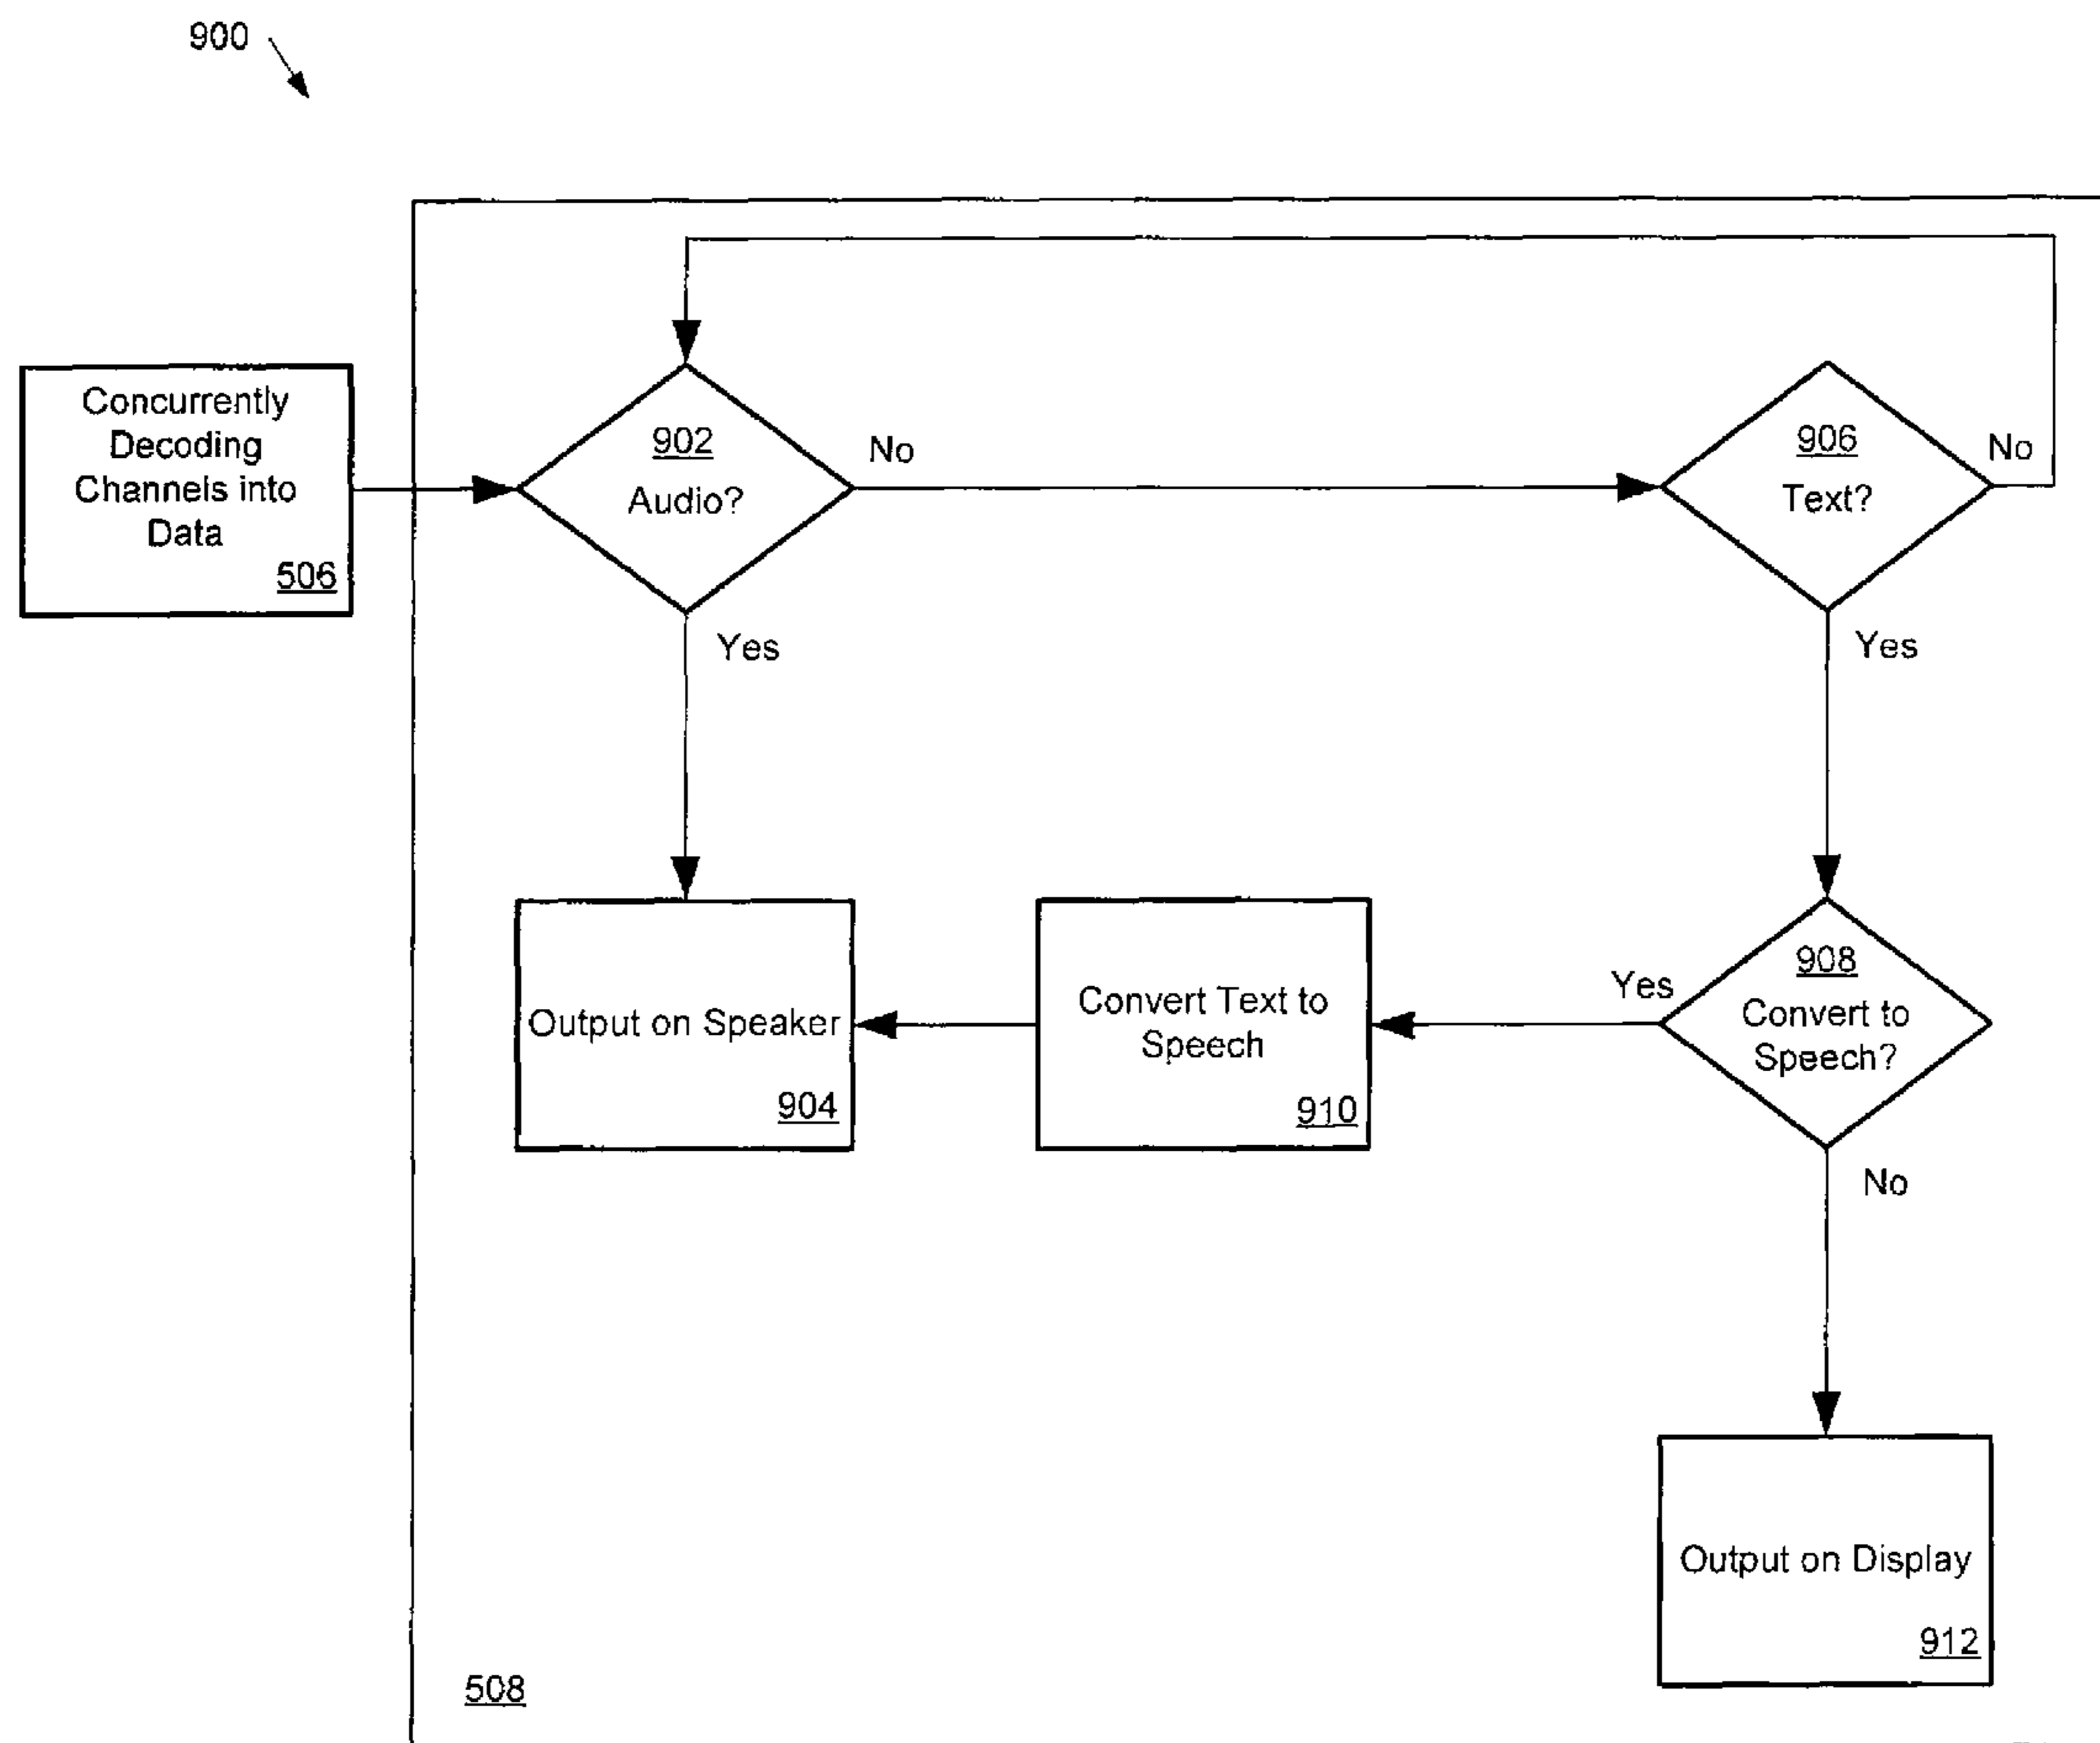 900
Concurrently
Decoding
Channels into
Data
506
902
Audio?
No
Yes
906
Text?
No
Yes
908
Convert to
Speech?
Yes
No
Convert Text to
Speech
910
Output on Speaker
904
Output on Display
912
508